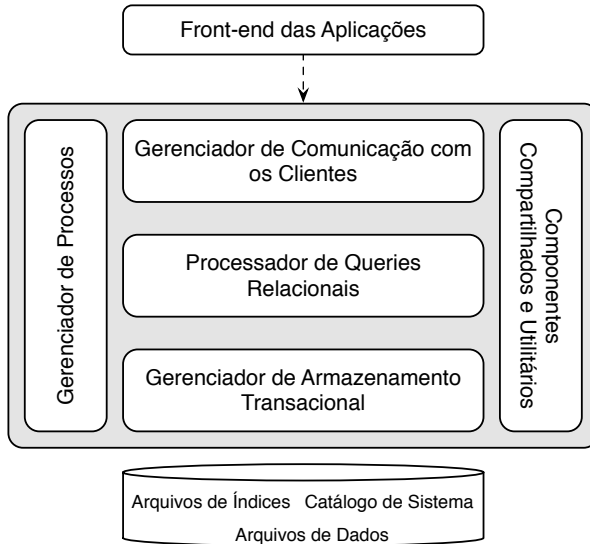 Front-end das Aplicações
Gerenciador de Processos
Gerenciador de Comunicação com
os Clientes
Processador de Queries
Relacionais
Gerenciador de Armazenamento
Transacional
Componentes
Compartilhados e Utilitários
Arquivos de Índices Catálogo de Sistema
Arquivos de Dados